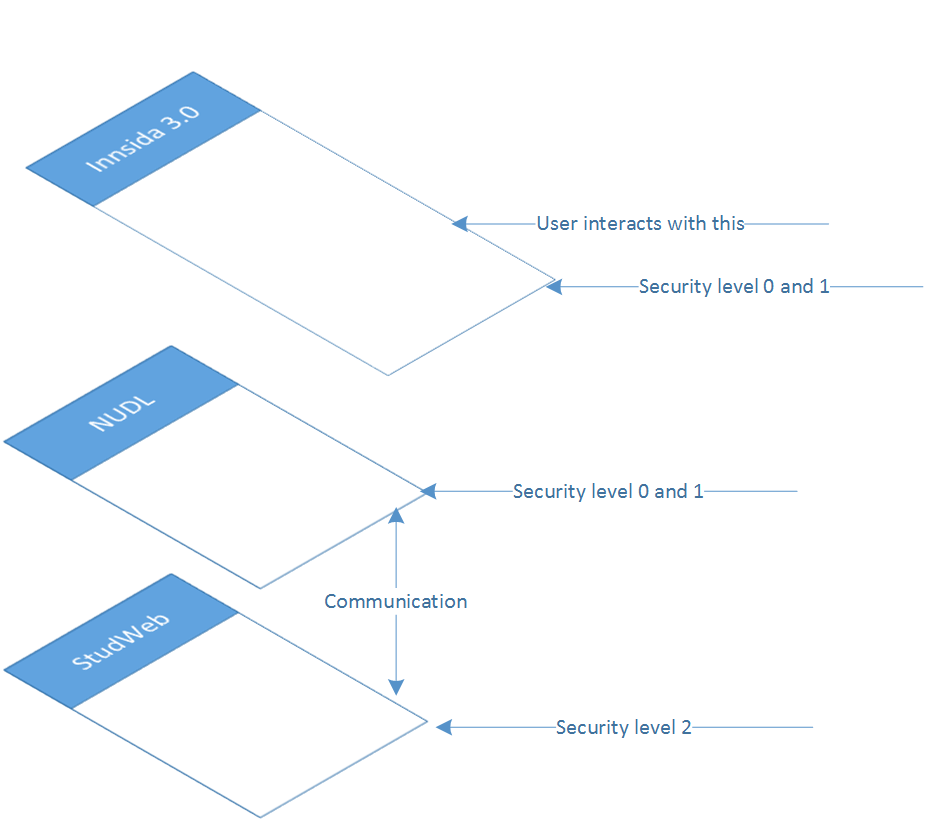 Innsida 3.0
User interacts with this
Security level 0 and 1
NUDL
Security level 0 and 1
Communication
StudWeb
Security level 2